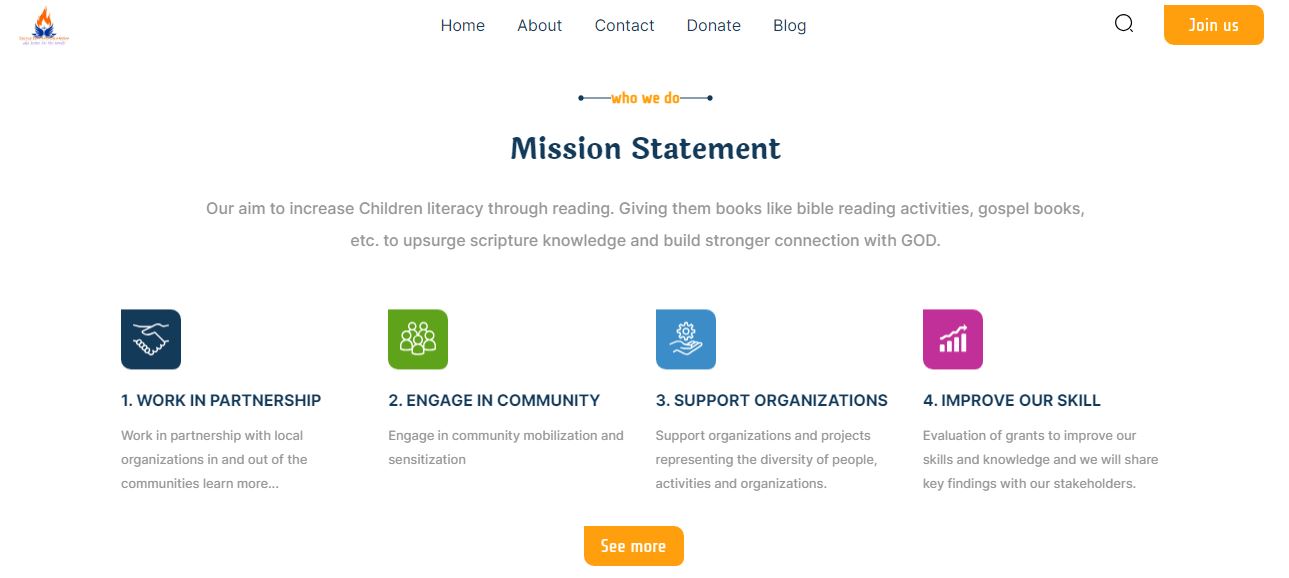 Home About Contact Donate Blog Join us
who we do
Mission Statement
Our aim to increase Children literacy through reading. Giving them books like bible reading activities, gospel books,
etc. to upsurge scripture knowledge and build stronger connection with GOD.
1. WORK IN PARTNERSHIP
Work in partnership with local
organizations in and out of the
communities learn more...
2. ENGAGE IN COMMUNITY
Engage in community mobilization and
sensitization
3. SUPPORT ORGANIZATIONS
Support organizations and projects
representing the diversity of people,
activities and organizations.
4. IMPROVE OUR SKILL
Evaluation of grants to improve our
skills and knowledge and we will share
key findings with our stakeholders.
See more